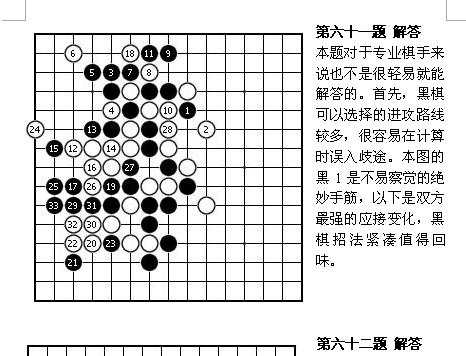 第六十一题 解答
本题对于专业棋手来
说也不是很轻易就能
解答的。首先，黑棋
可以选择的进攻路线
较多，很容易在计算
时误入歧途。本图的
黑 1 是不易察觉的绝
妙手筋，以下是双方
最强的应接变化，黑
棋招法紧凑值得回
味。
6 18 11 9
5 3 7 8
4 10 1
24 13 28 2
15 12 14
16 27
25 17 26 19
33 29 31
32 30
22 20 23
21
第六十二题 解答